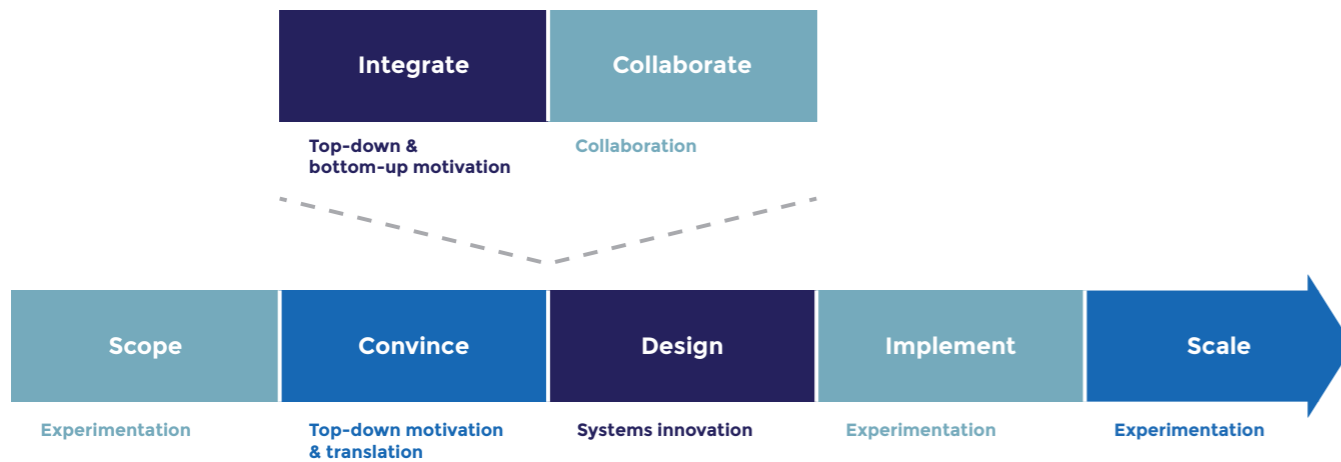 Integrate
Collaborate
Top-down &
bottom-up motivation
Collaboration
Scope
Convince
Design
Implement
Scale
Experimentation
Top-down motivation
& translation
Systems innovation
Experimentation
Experimentation